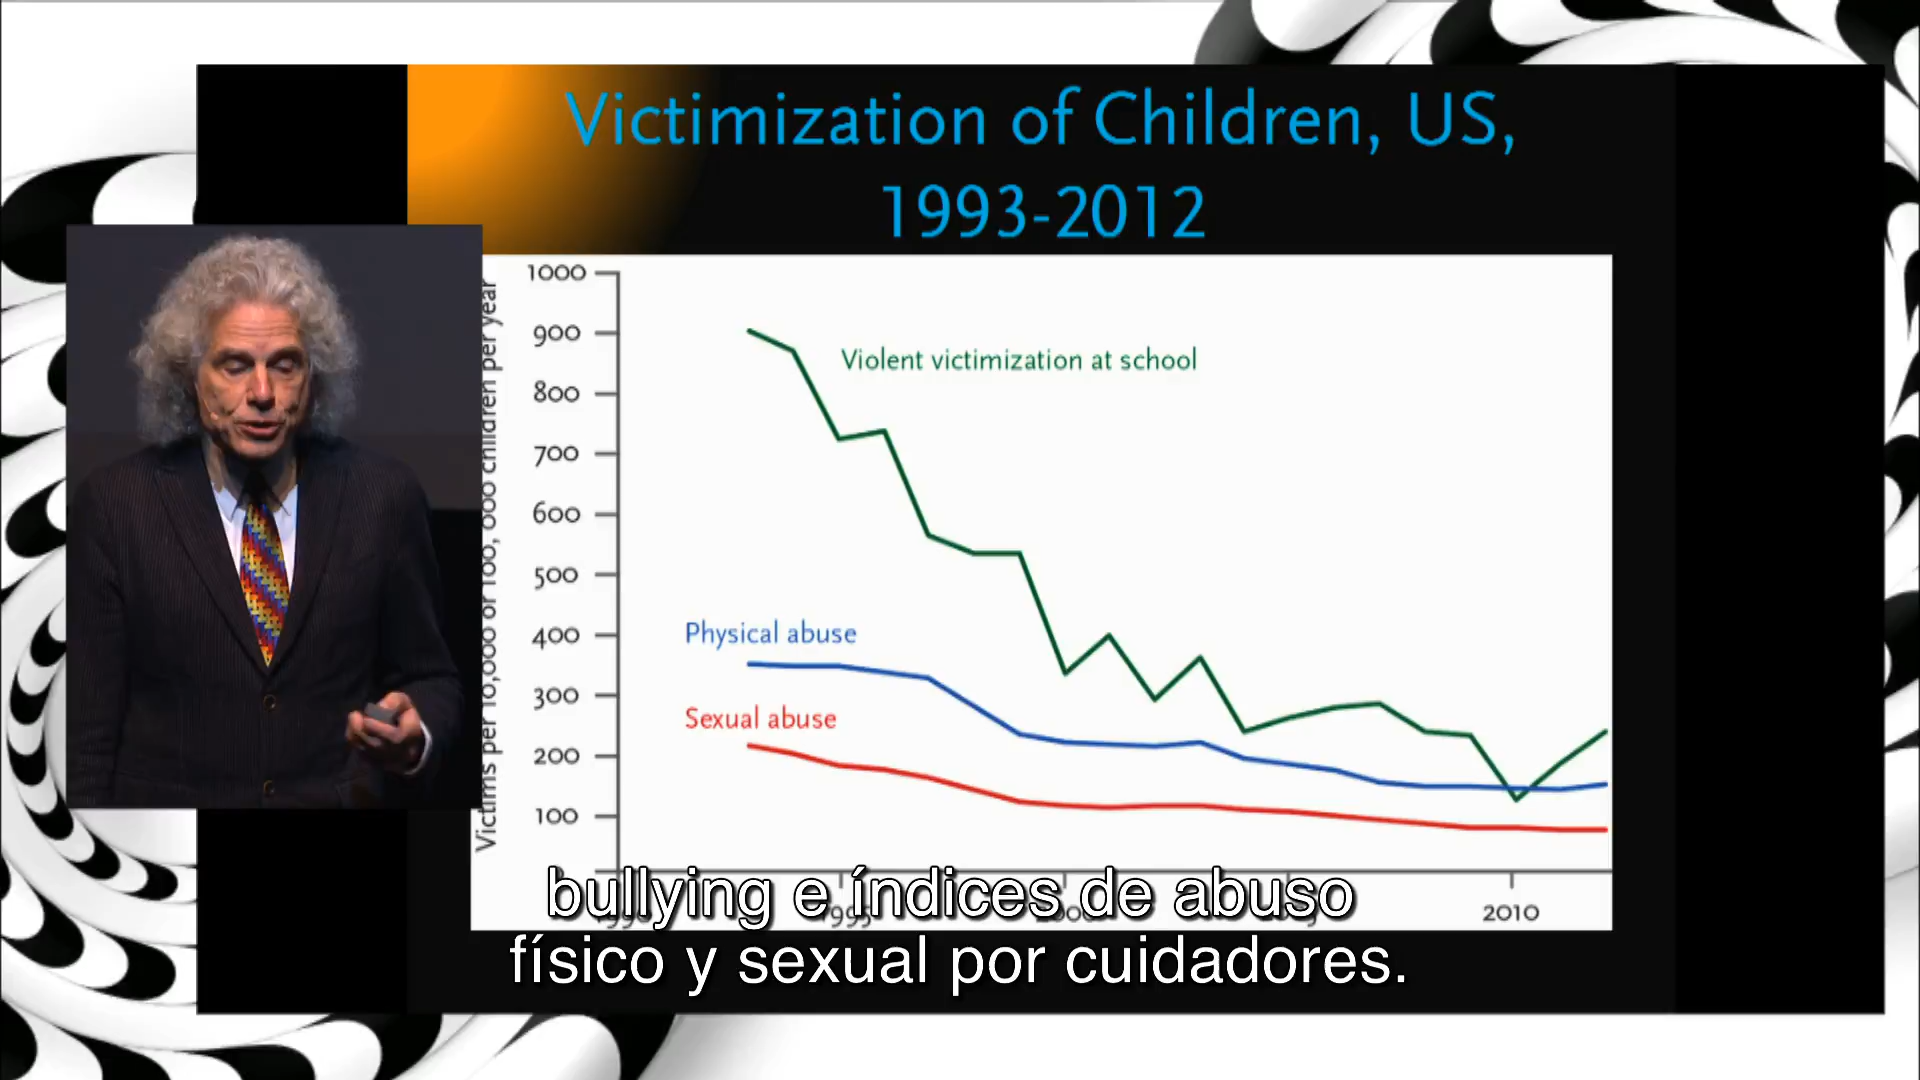 Victimization of Children, US,
1993-2012
Victims per 10,000 or 100, 000 children per year
1000
900
800
700
600
500
400
300
200
100
Violent victimization at school
Physical abuse
Sexual abuse
2010
bullying e índices de abuso
físico y sexual por cuidadores.